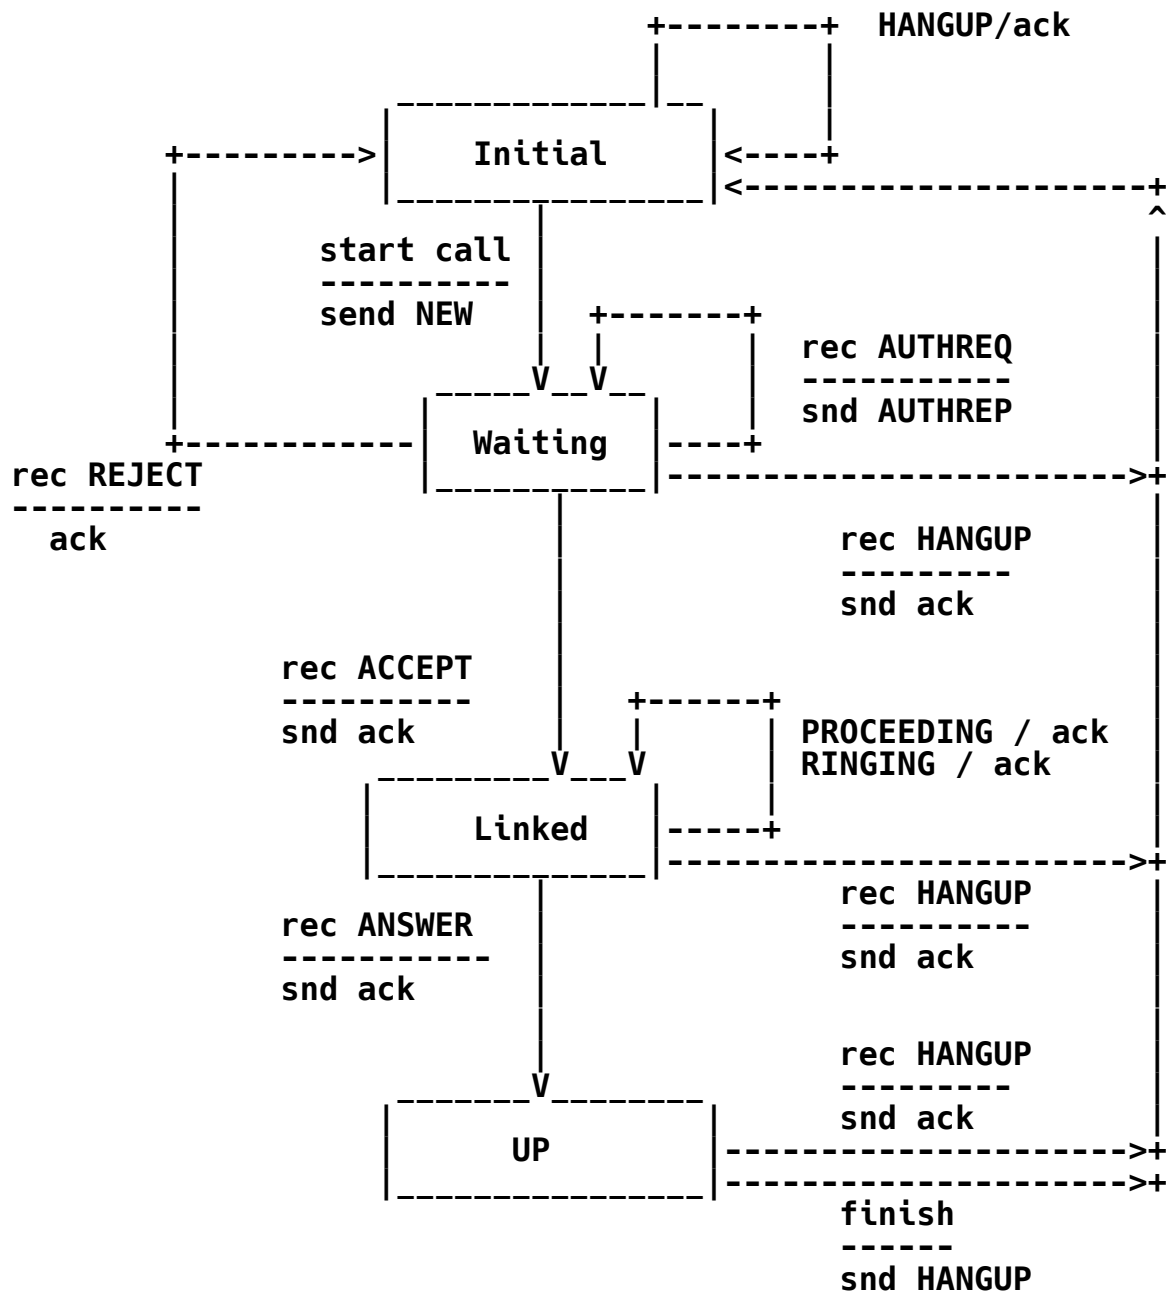 HANGUP/ack
Initial
start call
----------
send NEW
rec AUTHREQ
-----------
snd AUTHREP
Waiting
rec REJECT
----------
ack
rec HANGUP
---------
snd ack
rec ACCEPT
----------
snd ack
PROCEEDING / ack
RINGING / ack
Linked
rec HANGUP
----------
snd ack
rec ANSWER
-----------
snd ack
rec HANGUP
---------
snd ack
UP
finish
------
snd HANGUP